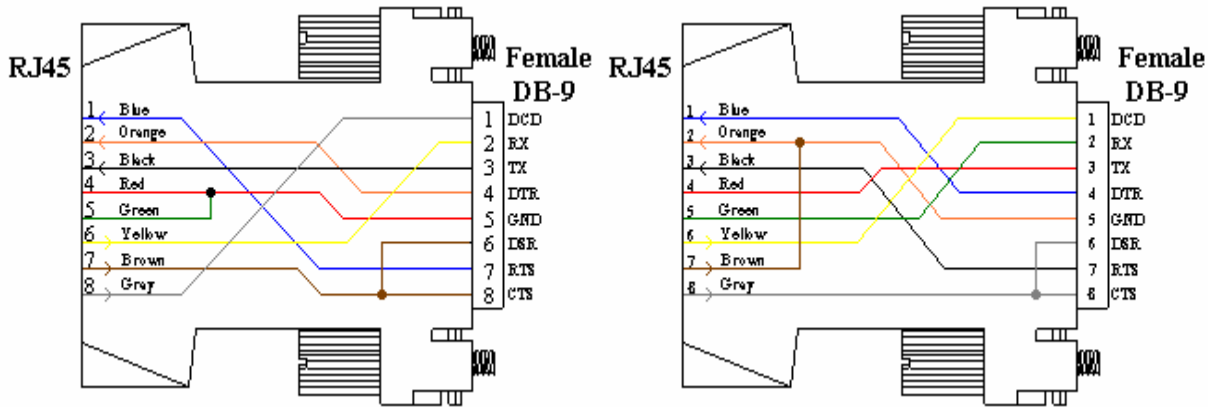 RJ45
Female
DB-9
1 Blue
2 Orange
3 Black
4 Red
5 Green
6 Yellow
7 Brown
8 Gray
1 DCD
2 RX
3 TX
4 DTR
5 GND
6 DSR
7 RTS
8 CTS
RJ45
Female
DB-9
1 Blue
2 Orange
3 Black
4 Red
5 Green
6 Yellow
7 Brown
8 Gray
1 DCD
2 RX
3 TX
4 DTR
5 GND
6 DSR
7 RTS
8 CTS